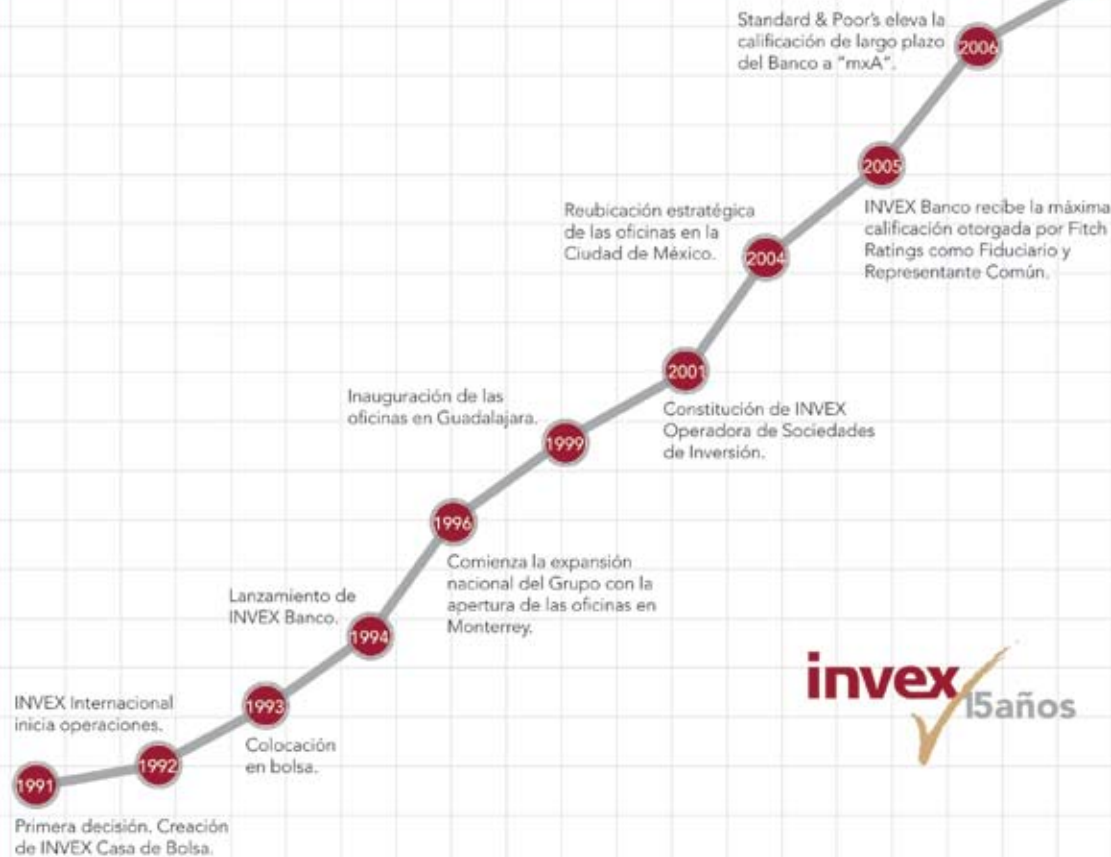 Standard & Poor's eleva la
calificación de largo plazo
del Banco a "mxA".
2006
2005
INVEX Banco recibe la máxima
calificación otorgada por Fitch
Ratings como Fiduciario y
Representante Común.
Reubicación estratégica
de las oficinas en la
Ciudad de México.
2004
2001
Constitución de INVEX
Operadora de Sociedades
de Inversión.
Inauguración de las
oficinas en Guadalajara.
1999
1996
Comienza la expansión
nacional del Grupo con la
apertura de las oficinas en
Monterrey.
Lanzamiento de
INVEX Banco.
1994
INVEX Internacional
inicia operaciones.
1993
Colocación
en bolsa.
1992
1991
Primera decisión. Creación
de INVEX Casa de Bolsa.
invex
15años